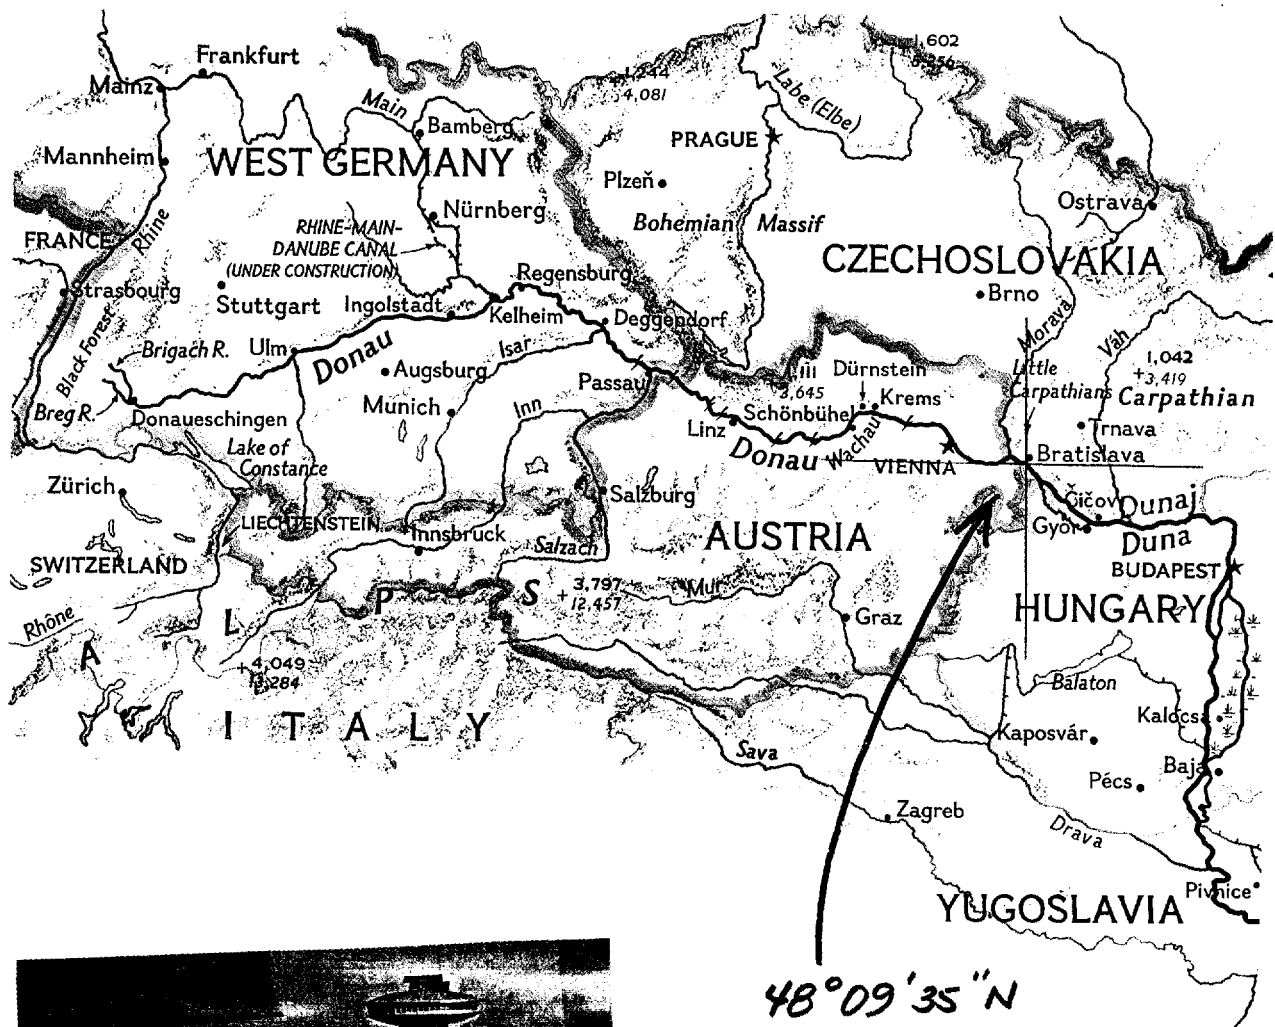 1,602
5,256
Frankfurt
1,244
4,081
Labe (Elbe)
Mainz
Main
Bamberg
PRAGUE
Mannheim
WEST GERMANY
Plzeň
Ostrava
Nürnberg
Bohemian Massif
RHINE-MAIN-
DANUBE CANAL
(UNDER CONSTRUCTION)
Rhine
FRANCE
CZECHOSLOVAKIA
Strasbourg
Stuttgart
Regensburg
Ingolstadt
Kelheim
Deggendorf
Brno
Morava
Váh
Black Forest
Brigach R.
Ulm
Donau
Isar
Augsburg
Passau
1,111
3,645
Dürnstein
Little
Carpathians
1,042
3,419
Carpathian
Breg R.
Donaueschingen
Munich
Inn
Linz
Schönbühel
Krems
Wachau
Trnava
Lake of
Constance
Donau
VIENNA
Bratislava
Zürich
Salzburg
Čičov
Dunaj
LIECHTENSTEIN
Innsbruck
Salzach
AUSTRIA
Győr
Duna
SWITZERLAND
BUDAPEST
3,797
12,457
Mur
HUNGARY
Rhône
A L P S
Graz
4,049
13,284
Balaton
ITALY
Kalocsa
Sava
Kaposvár
Baja
Pécs
Zagreb
Drava
Pivnice
YUGOSLAVIA
48°09'35"N